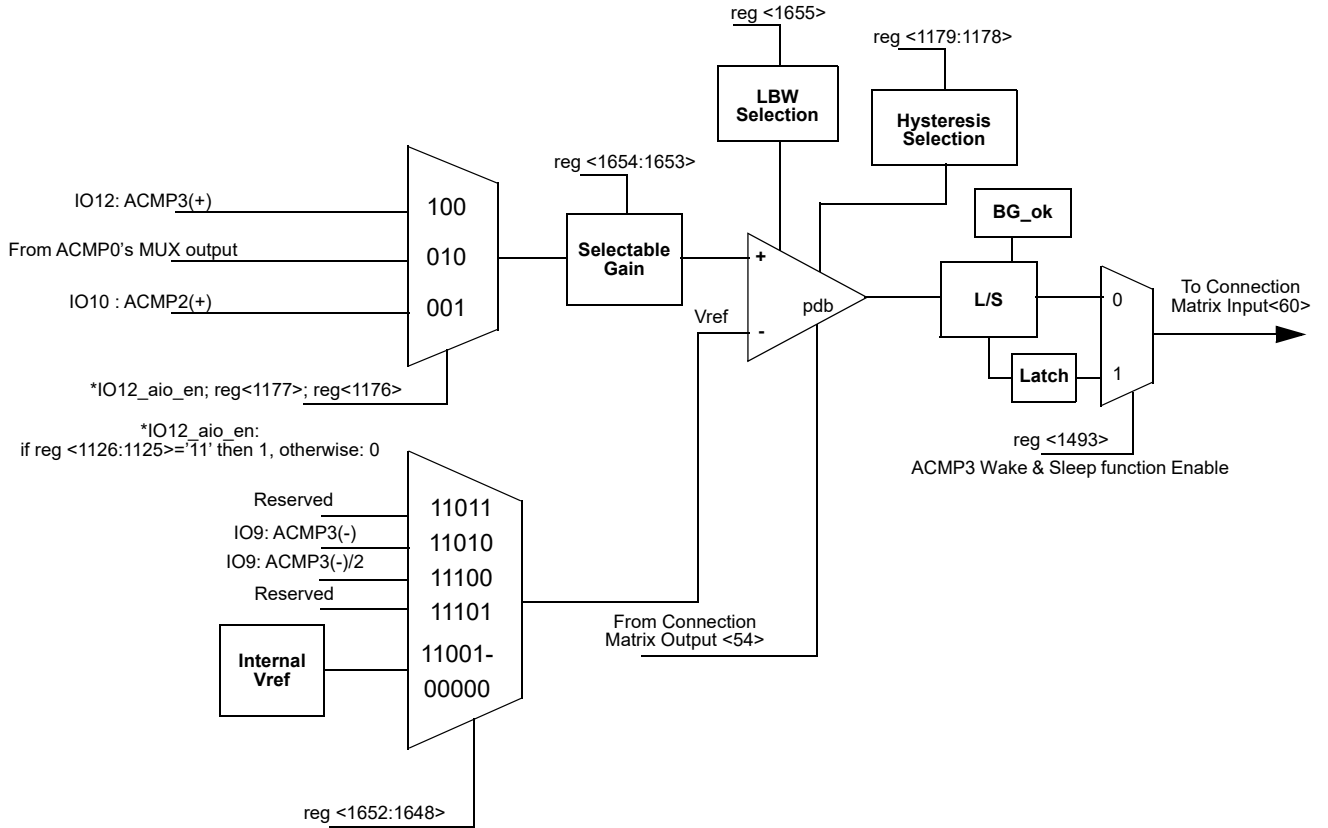 reg <1655>
reg <1179:1178>
LBW
Selection
Hysteresis
Selection
reg <1654:1653>
IO12: ACMP3(+)
100
BG_ok
From ACMP0's MUX output
010
Selectable
Gain
+
To Connection
Matrix Input<60>
IO10 : ACMP2(+)
001
L/S
0
pdb
Vref
-
Latch
1
*IO12_aio_en; reg<1177>; reg<1176>
*IO12_aio_en:
if reg <1126:1125>='11' then 1, otherwise: 0
reg <1493>
ACMP3 Wake & Sleep function Enable
Reserved
11011
IO9: ACMP3(-)
11010
IO9: ACMP3(-)/2
11100
Reserved
11101
From Connection
Matrix Output <54>
Internal
Vref
11001-
00000
reg <1652:1648>